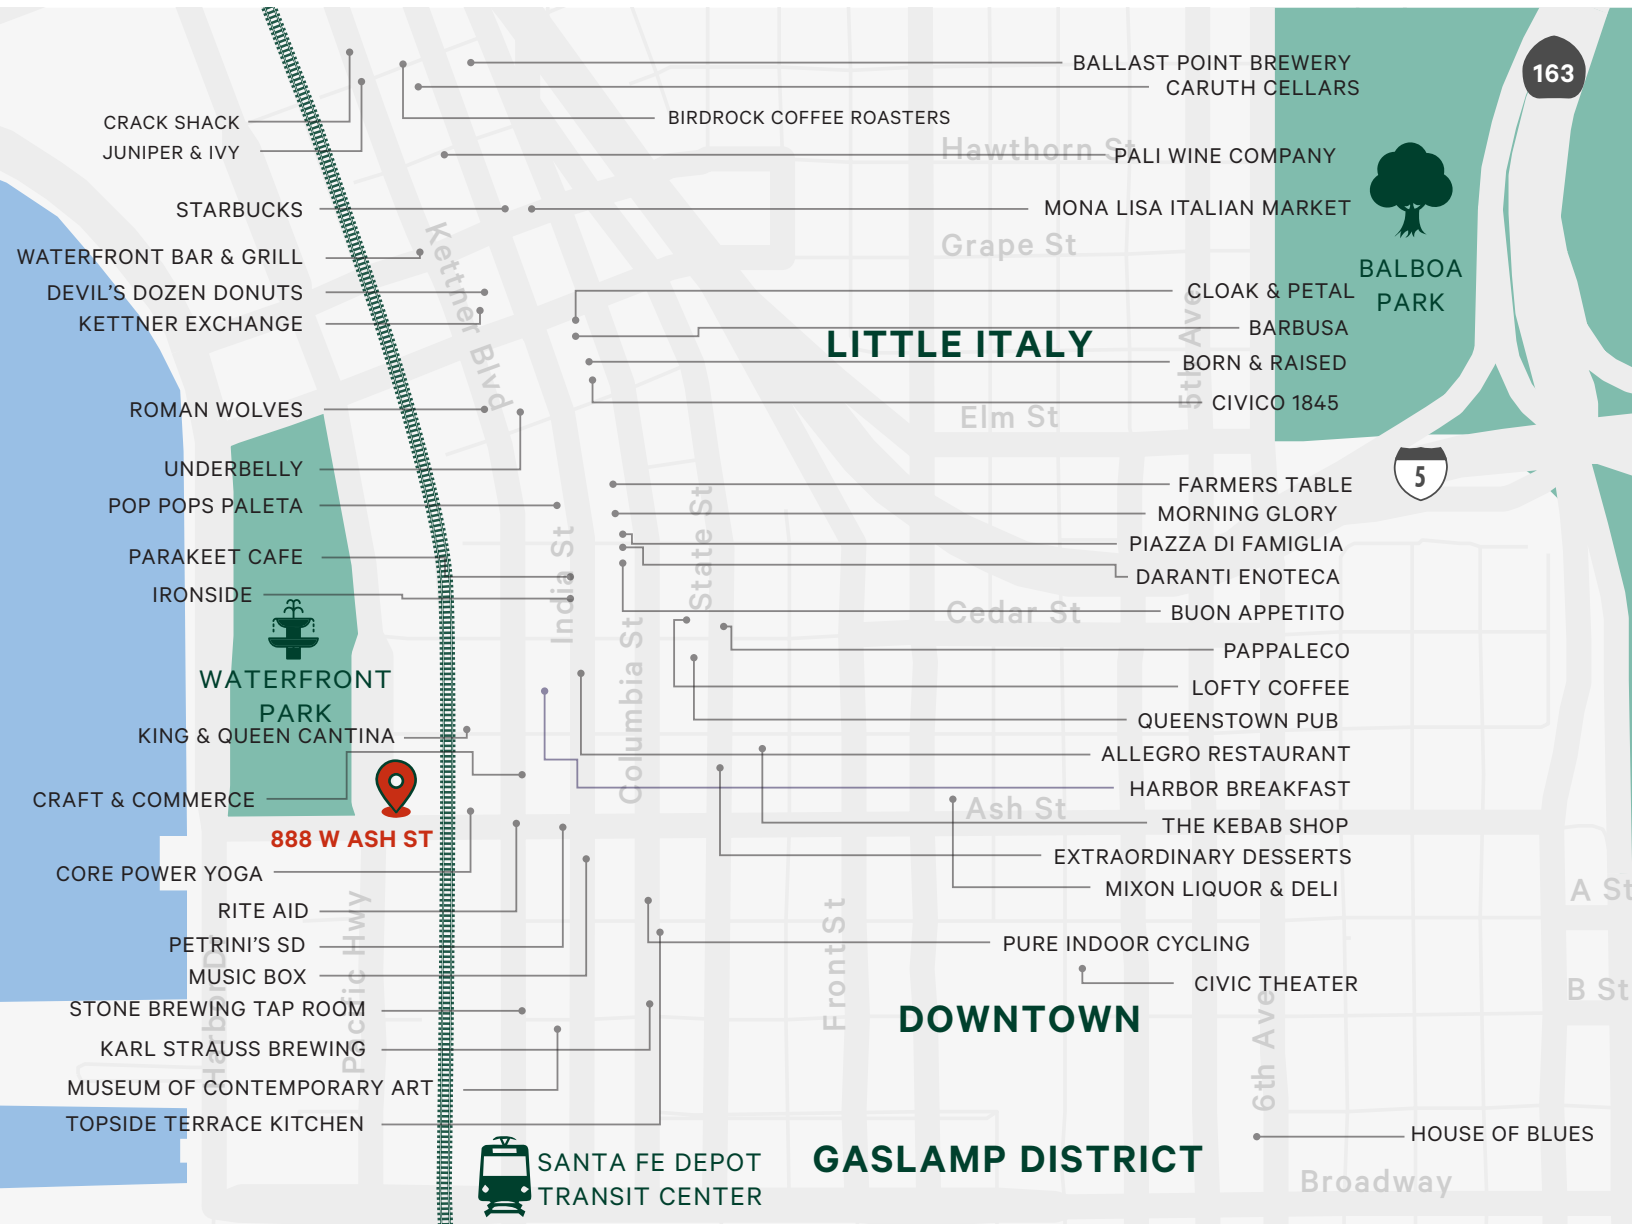 BALLAST POINT BREWERY
163
CARUTH CELLARS
CRACK SHACK
BIRDROCK COFFEE ROASTERS
JUNIPER & IVY
Hawthorn St
PALI WINE COMPANY
STARBUCKS
MONA LISA ITALIAN MARKET
Grape St
WATERFRONT BAR & GRILL
Kettner Blvd
BALBOA
PARK
DEVIL'S DOZEN DONUTS
CLOAK & PETAL
KETTNER EXCHANGE
BARBUSA
LITTLE ITALY
5th Ave
BORN & RAISED
ROMAN WOLVES
CIVICO 1845
Elm St
UNDERBELLY
5
FARMERS TABLE
POP POPS PALETA
MORNING GLORY
State St
India St
PIAZZA DI FAMIGLIA
PARAKEET CAFE
DARANTI ENOTECA
IRONSIDE
Cedar St
BUON APPETITO
PAPPALECO
WATERFRONT
PARK
LOFTY COFFEE
Columbia St
QUEENSTOWN PUB
KING & QUEEN CANTINA
ALLEGRO RESTAURANT
HARBOR BREAKFAST
CRAFT & COMMERCE
Ash St
THE KEBAB SHOP
888 W ASH ST
EXTRAORDINARY DESSERTS
CORE POWER YOGA
MIXON LIQUOR & DELI
A St
RITE AID
PETRINI'S SD
PURE INDOOR CYCLING
Front St
MUSIC BOX
CIVIC THEATER
B St
Pacific Hwy
Harbor Dr
STONE BREWING TAP ROOM
DOWNTOWN
KARL STRAUSS BREWING
6th Ave
MUSEUM OF CONTEMPORARY ART
TOPSIDE TERRACE KITCHEN
HOUSE OF BLUES
SANTA FE DEPOT
TRANSIT CENTER
GASLAMP DISTRICT
Broadway